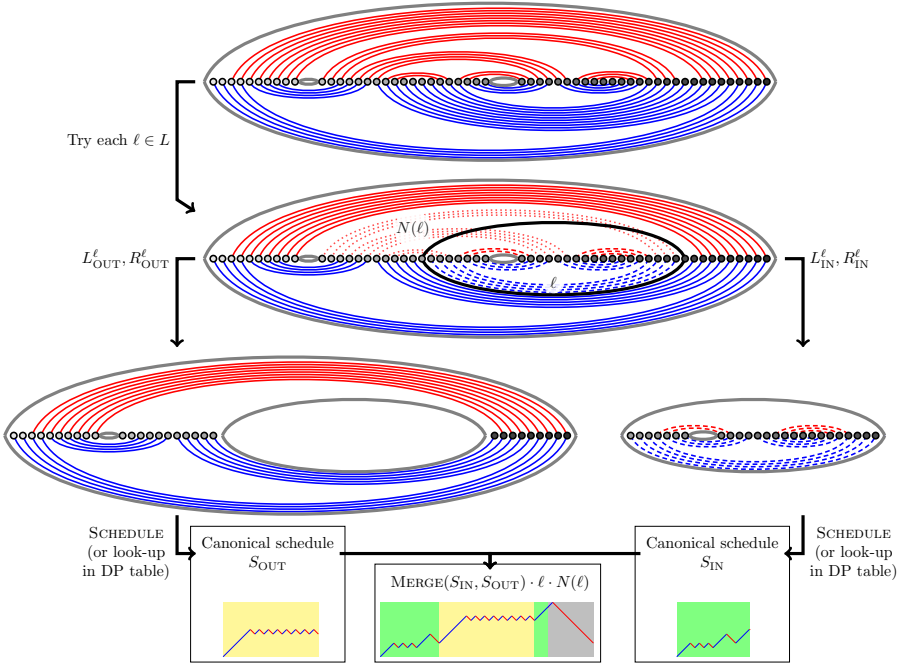 Try each ℓ ∈ L
N(ℓ)
L^ℓ_OUT, R^ℓ_OUT
L^ℓ_IN, R^ℓ_IN
ℓ
SCHEDULE
(or look-up
in DP table)
Canonical schedule
S_OUT
MERGE(S_IN, S_OUT) · ℓ · N(ℓ)
Canonical schedule
S_IN
SCHEDULE
(or look-up
in DP table)